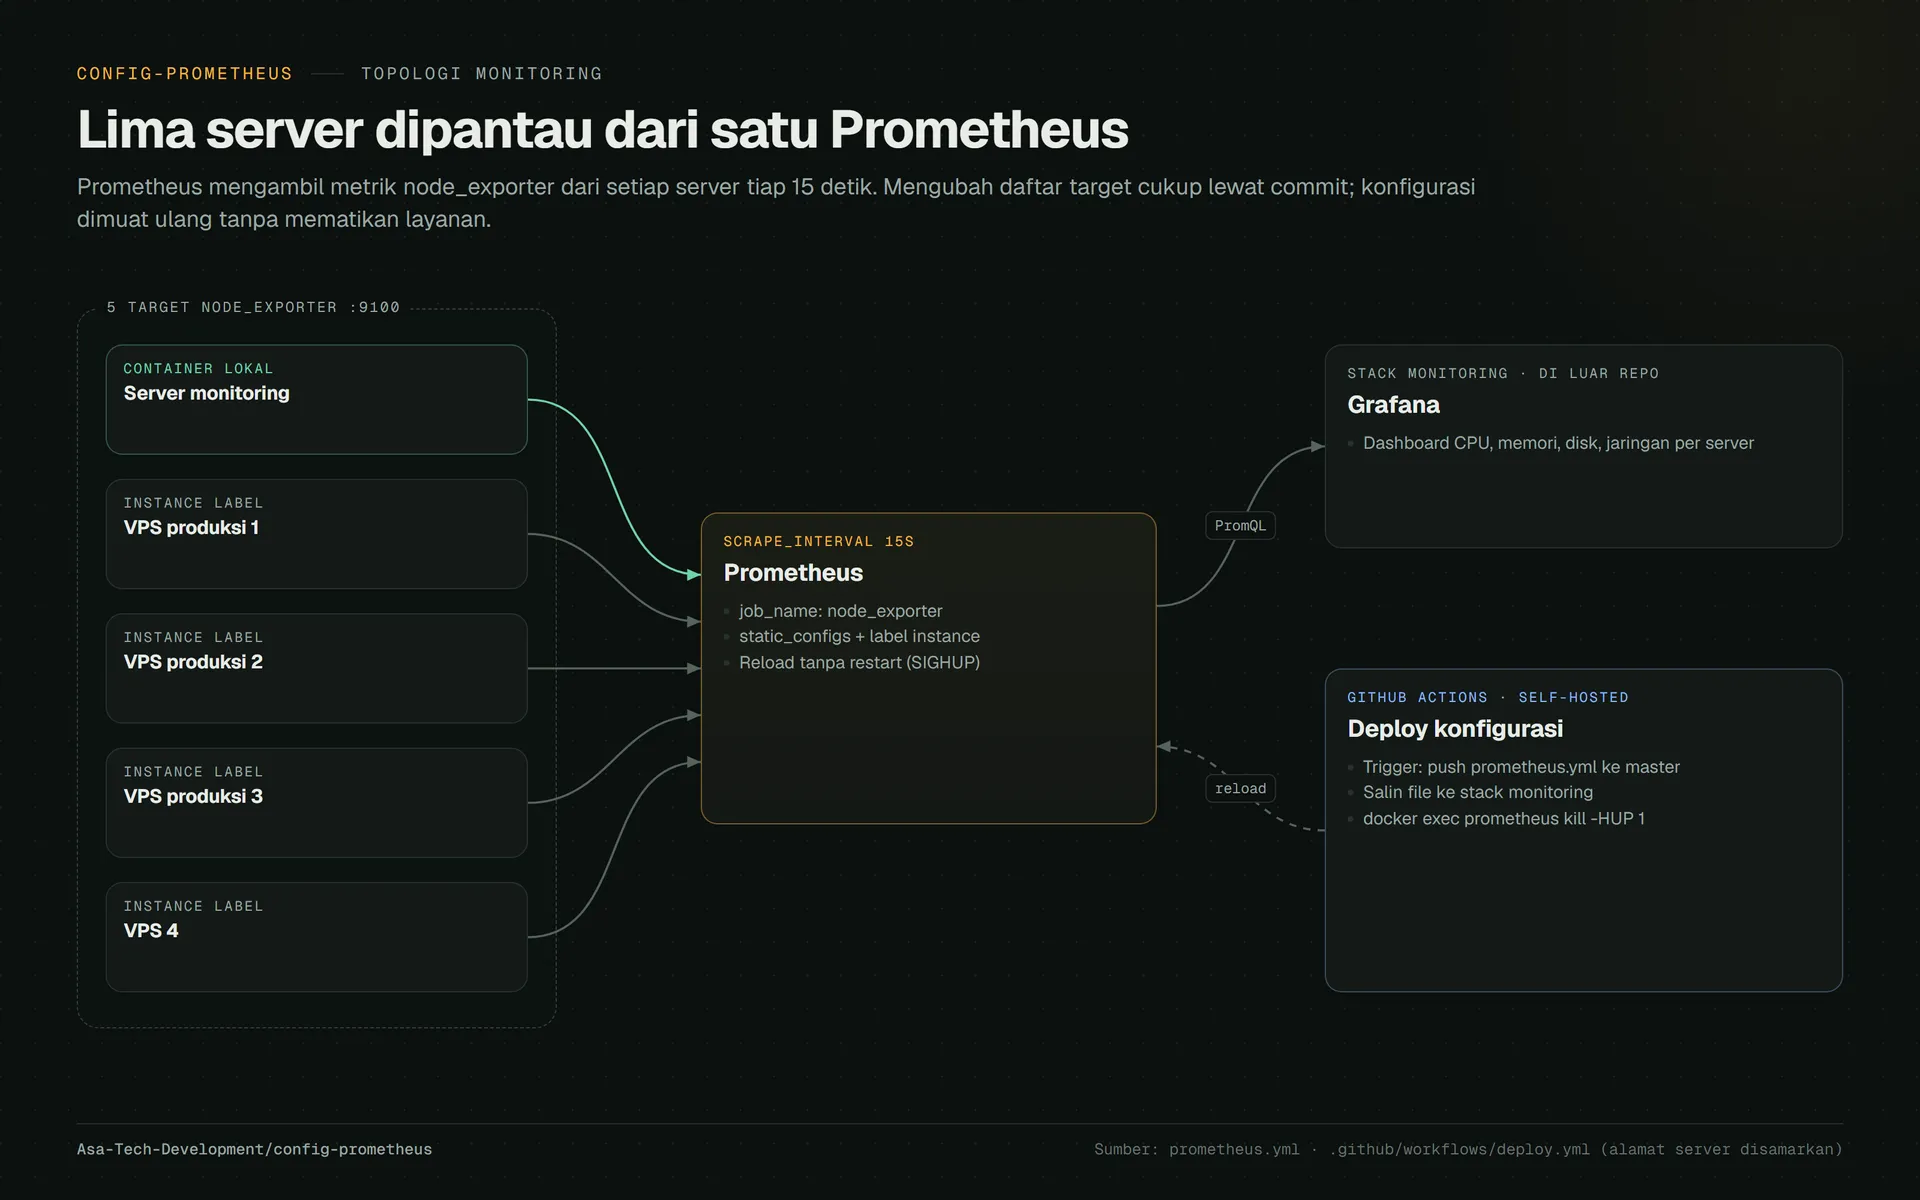 CONFIG-PROMETHEUS — TOPOLOGI MONITORING
Lima server dipantau dari satu Prometheus
Prometheus mengambil metrik node_exporter dari setiap server tiap 15 detik. Mengubah daftar target cukup lewat commit; konfigurasi
dimuat ulang tanpa mematikan layanan.
5 TARGET NODE_EXPORTER :9100
CONTAINER LOKAL
Server monitoring
INSTANCE LABEL
VPS produksi 1
INSTANCE LABEL
VPS produksi 2
INSTANCE LABEL
VPS produksi 3
INSTANCE LABEL
VPS 4
SCRAPE_INTERVAL 15S
Prometheus
job_name: node_exporter
static_configs + label instance
Reload tanpa restart (SIGHUP)
PromQL
reload
STACK MONITORING · DI LUAR REPO
Grafana
Dashboard CPU, memori, disk, jaringan per server
GITHUB ACTIONS · SELF-HOSTED
Deploy konfigurasi
Trigger: push prometheus.yml ke master
Salin file ke stack monitoring
docker exec prometheus kill -HUP 1
Asa-Tech-Development/config-prometheus
Sumber: prometheus.yml · .github/workflows/deploy.yml (alamat server disamarkan)